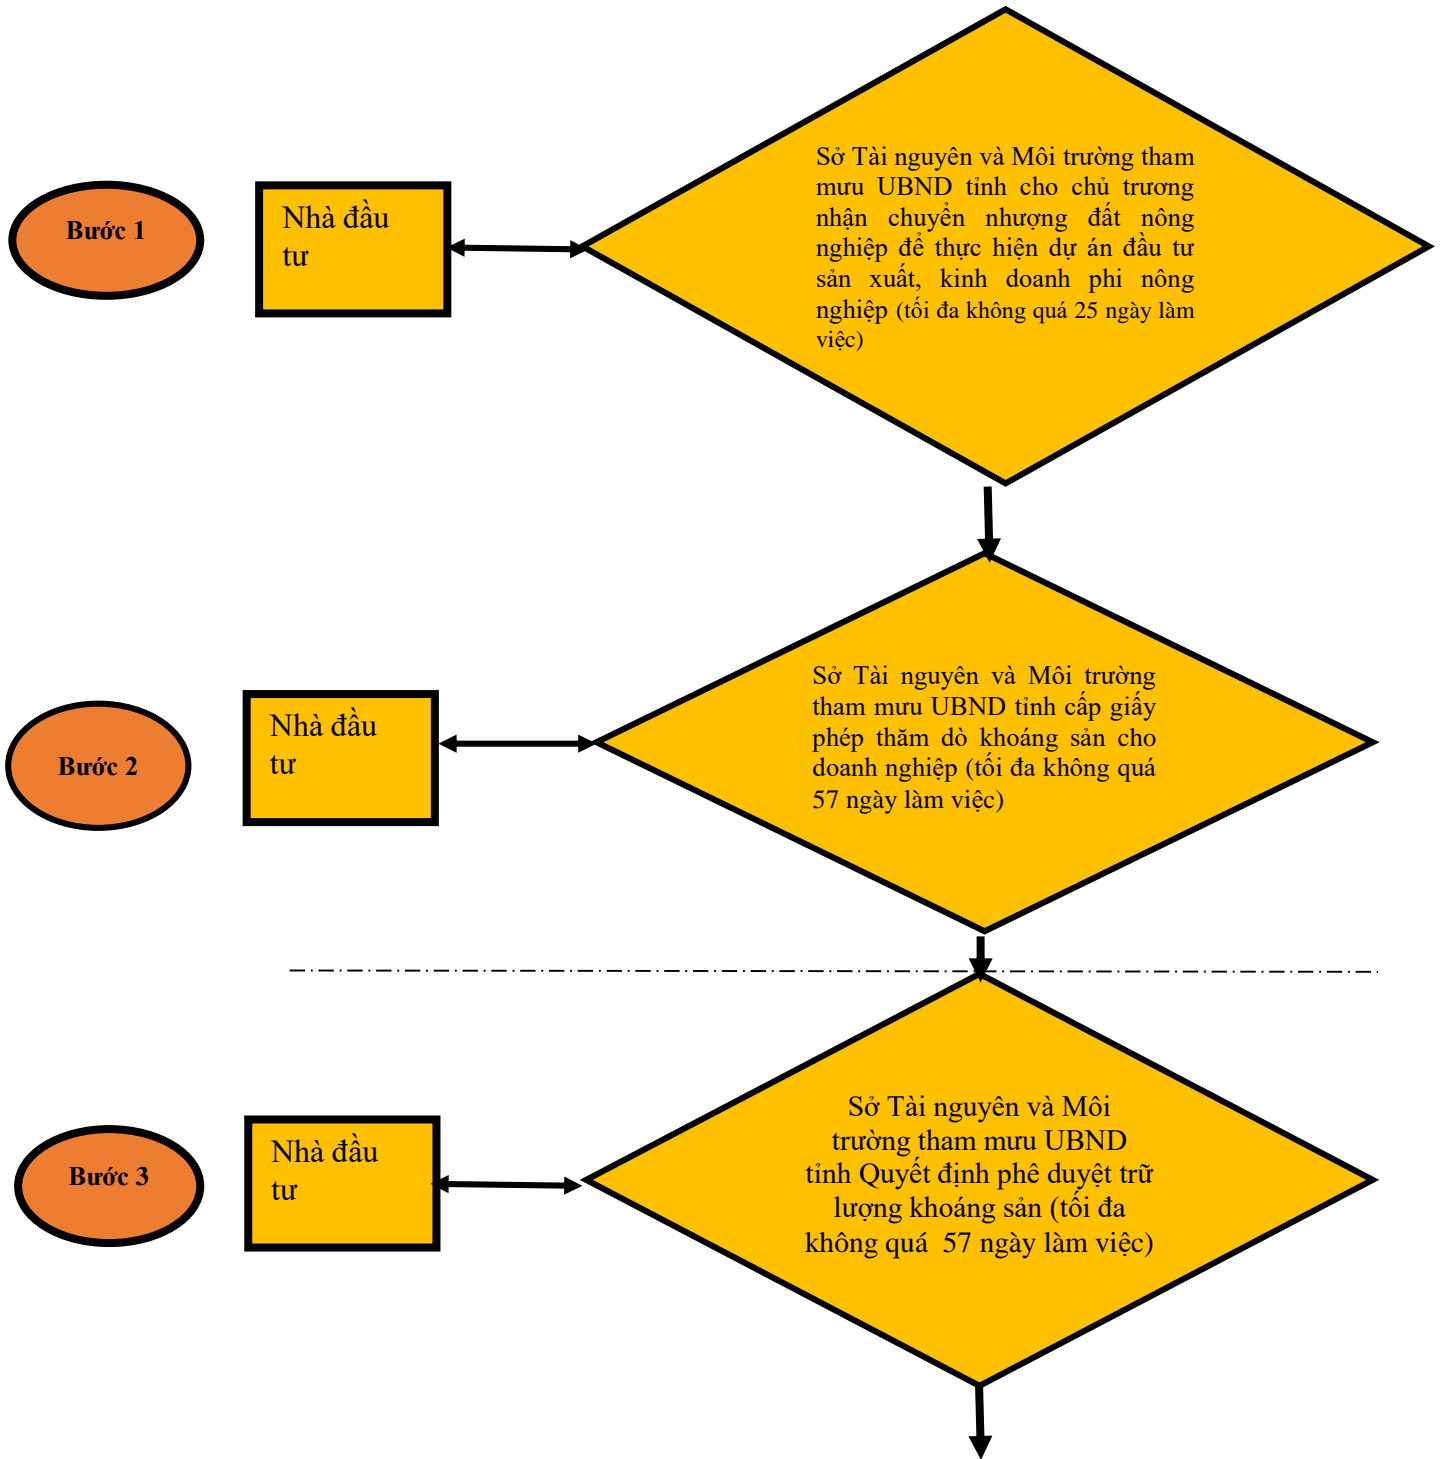 Bước 1
Nhà đầu
tư
Sở Tài nguyên và Môi trường tham
mưu UBND tỉnh cho chủ trương
nhận chuyển nhượng đất nông
nghiệp để thực hiện dự án đầu tư
sản xuất, kinh doanh phi nông
nghiệp (tối đa không quá 25 ngày làm
việc)
Bước 2
Nhà đầu
tư
Sở Tài nguyên và Môi trường
tham mưu UBND tỉnh cấp giấy
phép thăm dò khoáng sản cho
doanh nghiệp (tối đa không quá
57 ngày làm việc)
Bước 3
Nhà đầu
tư
Sở Tài nguyên và Môi
trường tham mưu UBND
tỉnh Quyết định phê duyệt trữ
lượng khoáng sản (tối đa
không quá  57 ngày làm việc)